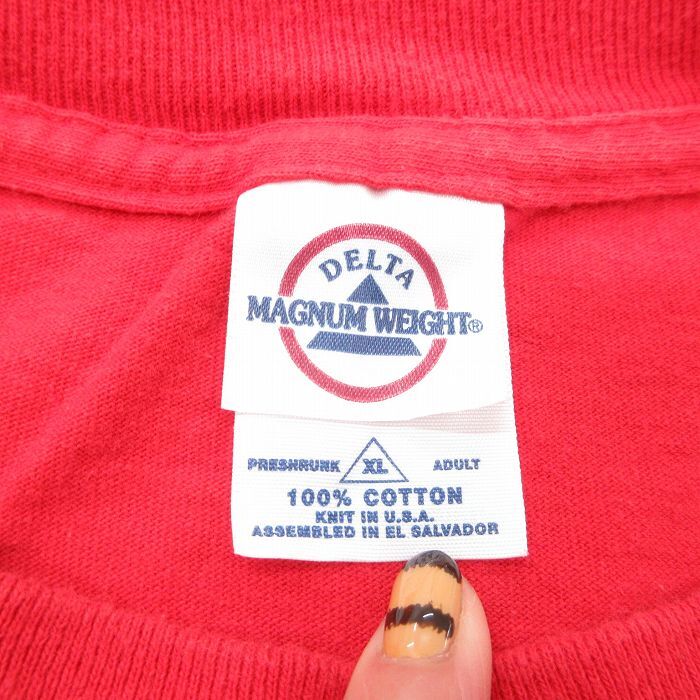 DELTA
MAGNUM WEIGHT®
PRESHRUNK XL ADULT
100% COTTON
KNIT IN U.S.A.
ASSEMBLED IN EL SALVADOR